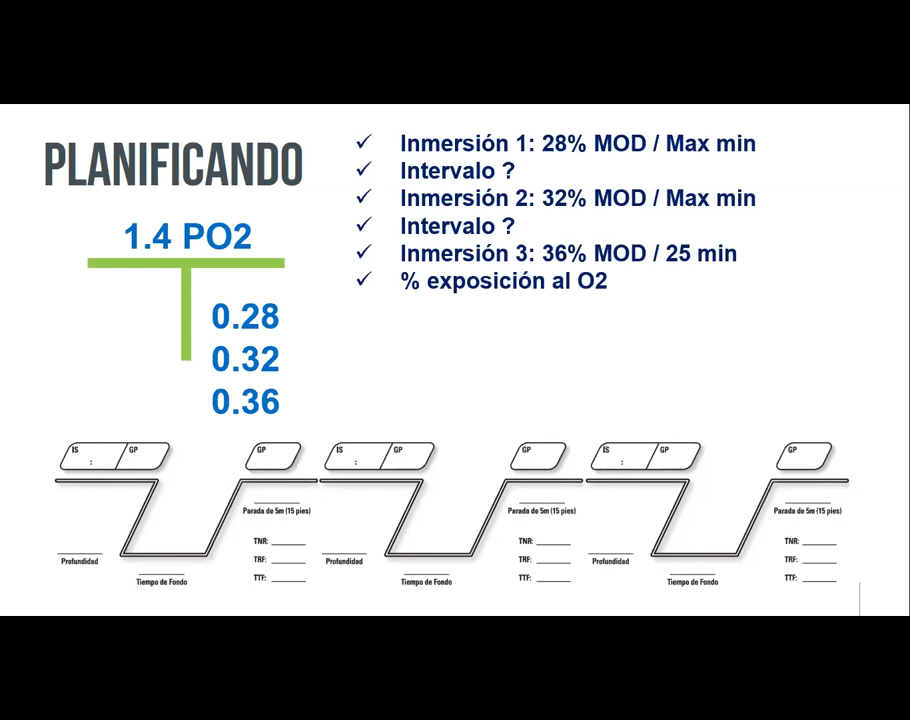 PLANIFICANDO
1.4 PO2
0.28
0.32
0.36
✓ Inmersión 1: 28% MOD / Max min
✓ Intervalo ?
✓ Inmersión 2: 32% MOD / Max min
✓ Intervalo ?
✓ Inmersión 3: 36% MOD / 25 min
✓ % exposición al O2
IS : GP
GP
Parada de 5m (15 pies)
TNR:
TRF:
TTF:
Profundidad
Tiempo de Fondo
IS : GP
GP
Parada de 5m (15 pies)
TNR:
TRF:
TTF:
Profundidad
Tiempo de Fondo
IS : GP
GP
Parada de 5m (15 pies)
TNR:
TRF:
TTF:
Profundidad
Tiempo de Fondo